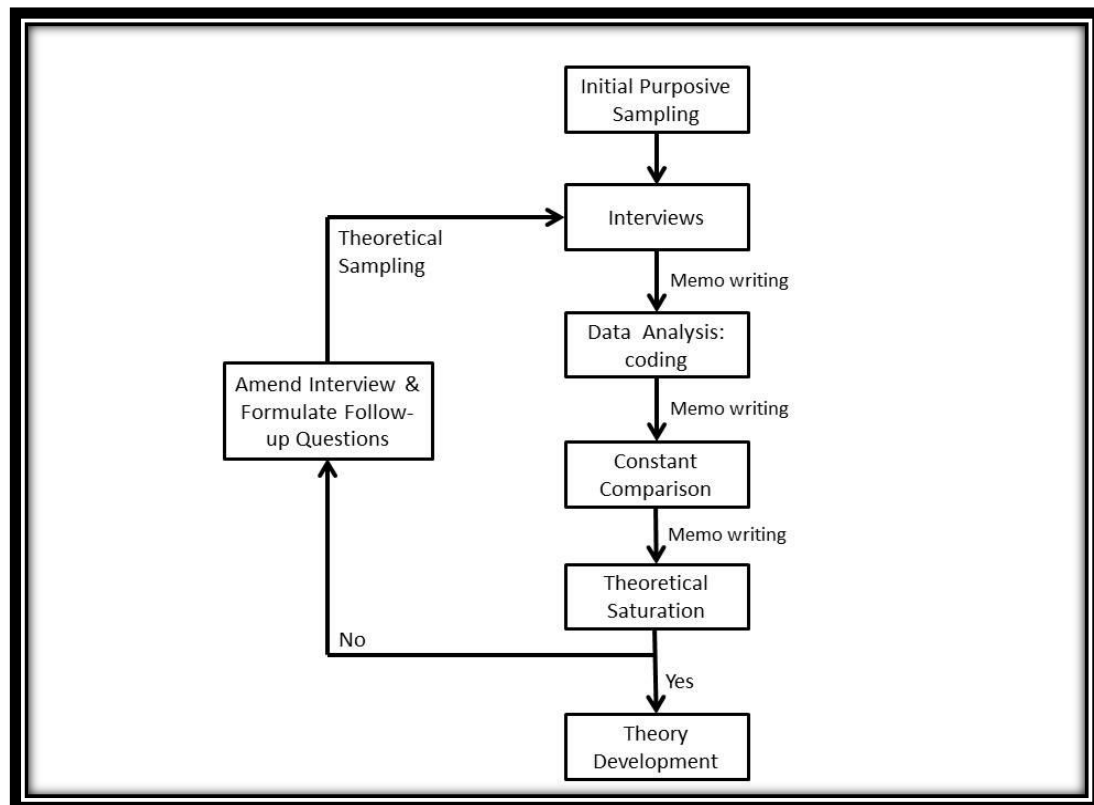 Initial Purposive
Sampling
Interviews
Theoretical
Sampling
Memo writing
Data Analysis:
coding
Amend Interview &
Formulate Follow-
up Questions
Memo writing
Constant
Comparison
Memo writing
Theoretical
Saturation
No
Yes
Theory
Development